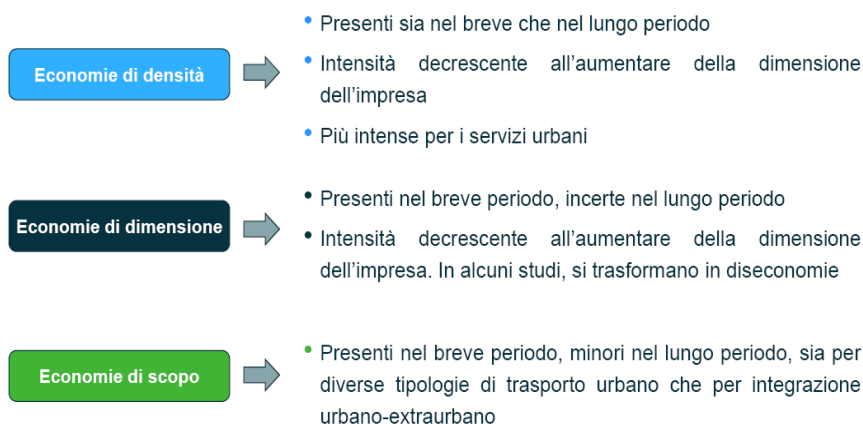 Economie di densità
• Presenti sia nel breve che nel lungo periodo
• Intensità decrescente all'aumentare della dimensione
dell'impresa
• Più intense per i servizi urbani
Economie di dimensione
• Presenti nel breve periodo, incerte nel lungo periodo
• Intensità decrescente all'aumentare della dimensione
dell'impresa. In alcuni studi, si trasformano in diseconomie
Economie di scopo
• Presenti nel breve periodo, minori nel lungo periodo, sia per
diverse tipologie di trasporto urbano che per integrazione
urbano-extraurbano